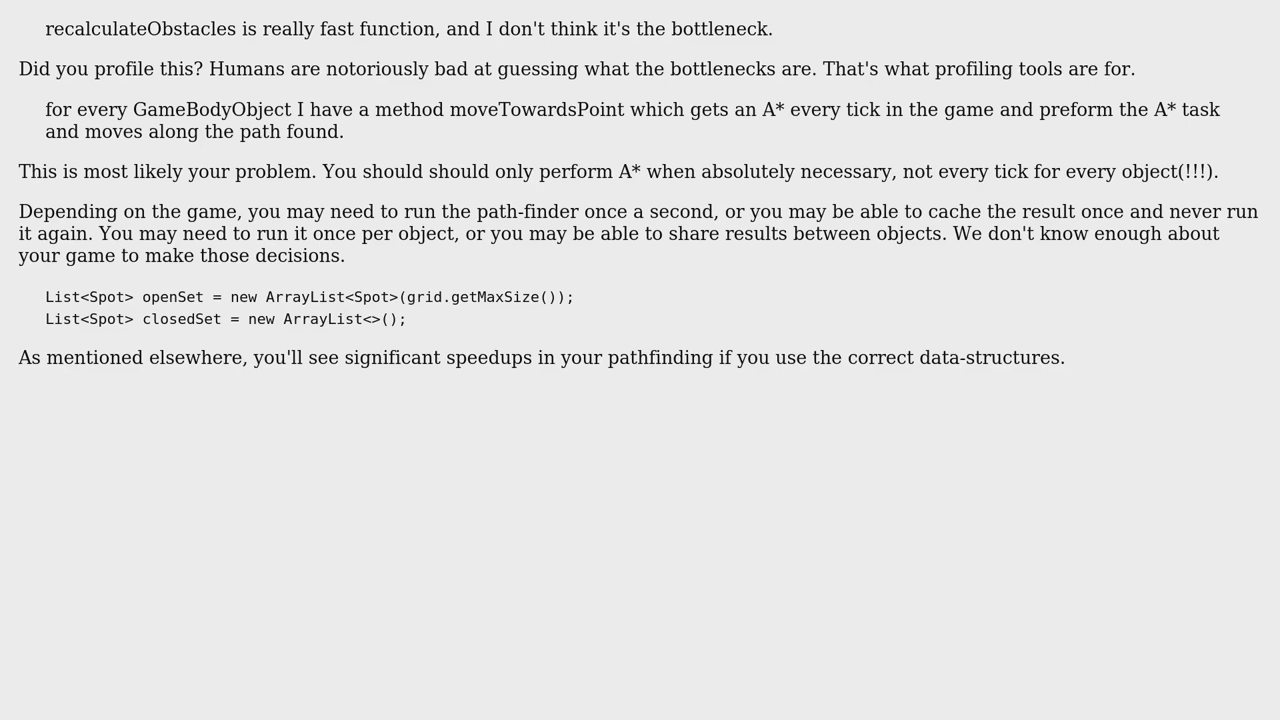 recalculateObstacles is really fast function, and I don't think it's the bottleneck.
Did you profile this? Humans are notoriously bad at guessing what the bottlenecks are. That's what profiling tools are for.
for every GameBodyObject I have a method moveTowardsPoint which gets an A* every tick in the game and preform the A* task
and moves along the path found.
This is most likely your problem. You should should only perform A* when absolutely necessary, not every tick for every object(!!!).
Depending on the game, you may need to run the path-finder once a second, or you may be able to cache the result once and never run
it again. You may need to run it once per object, or you may be able to share results between objects. We don't know enough about
your game to make those decisions.
List<Spot> openSet = new ArrayList<Spot>(grid.getMaxSize());
List<Spot> closedSet = new ArrayList<>();
As mentioned elsewhere, you'll see significant speedups in your pathfinding if you use the correct data-structures.